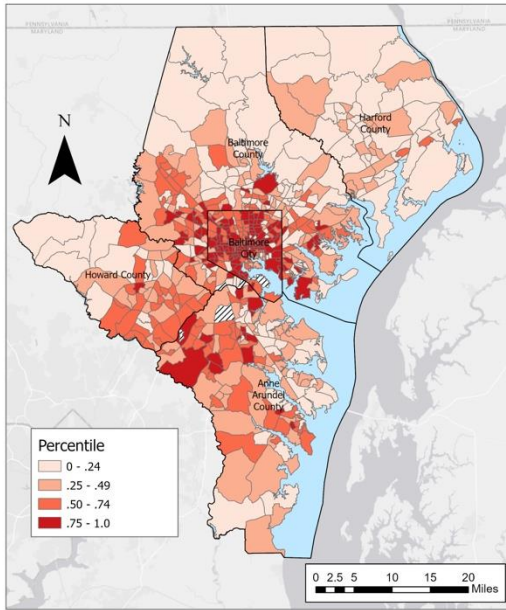 PENNSYLVANIA
MARYLAND
PENNSYLVANIA
MARYLAND
N
Harford
County
Baltimore
County
Baltimore
City
Howard County
Anne
Arundel
County
Percentile
0 - .24
.25 - .49
.50 - .74
.75 - 1.0
0 2.5 5 10 15 20
Miles